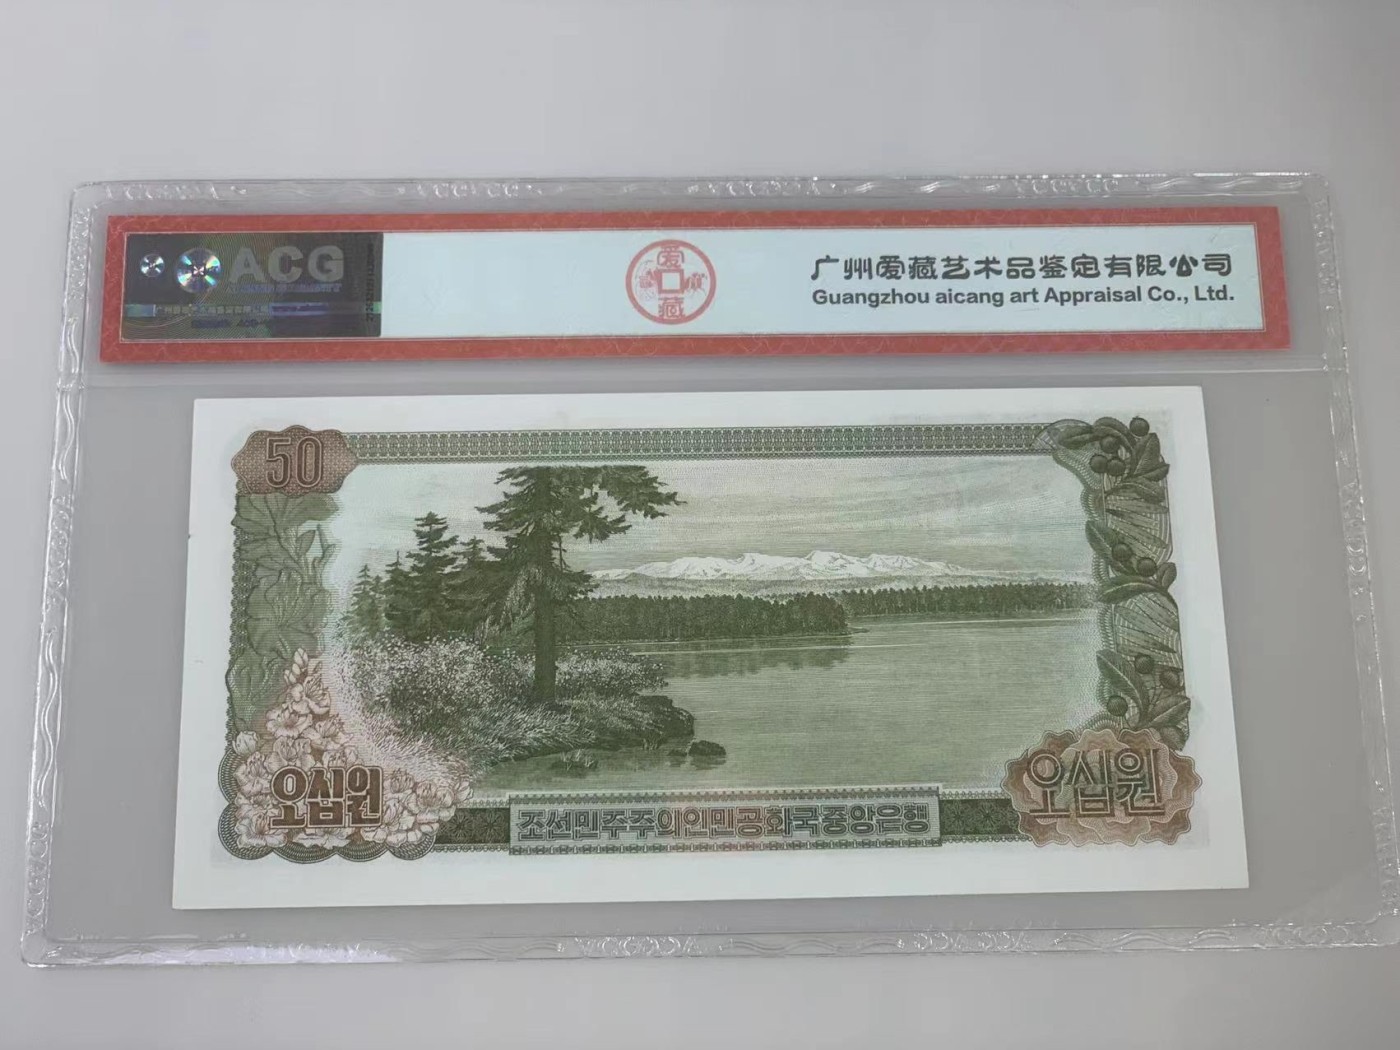 ACG
广州爱藏艺术品鉴定有限公司
Guangzhou aicang art Appraisal Co., Ltd.
爱
藏
50
오십원
조선민주주의인민공화국중앙은행
오십원